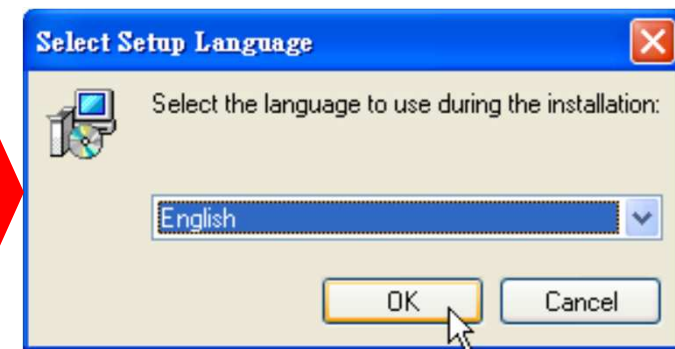 Select Setup Language
Select the language to use during the installation:
English
OK
Cancel